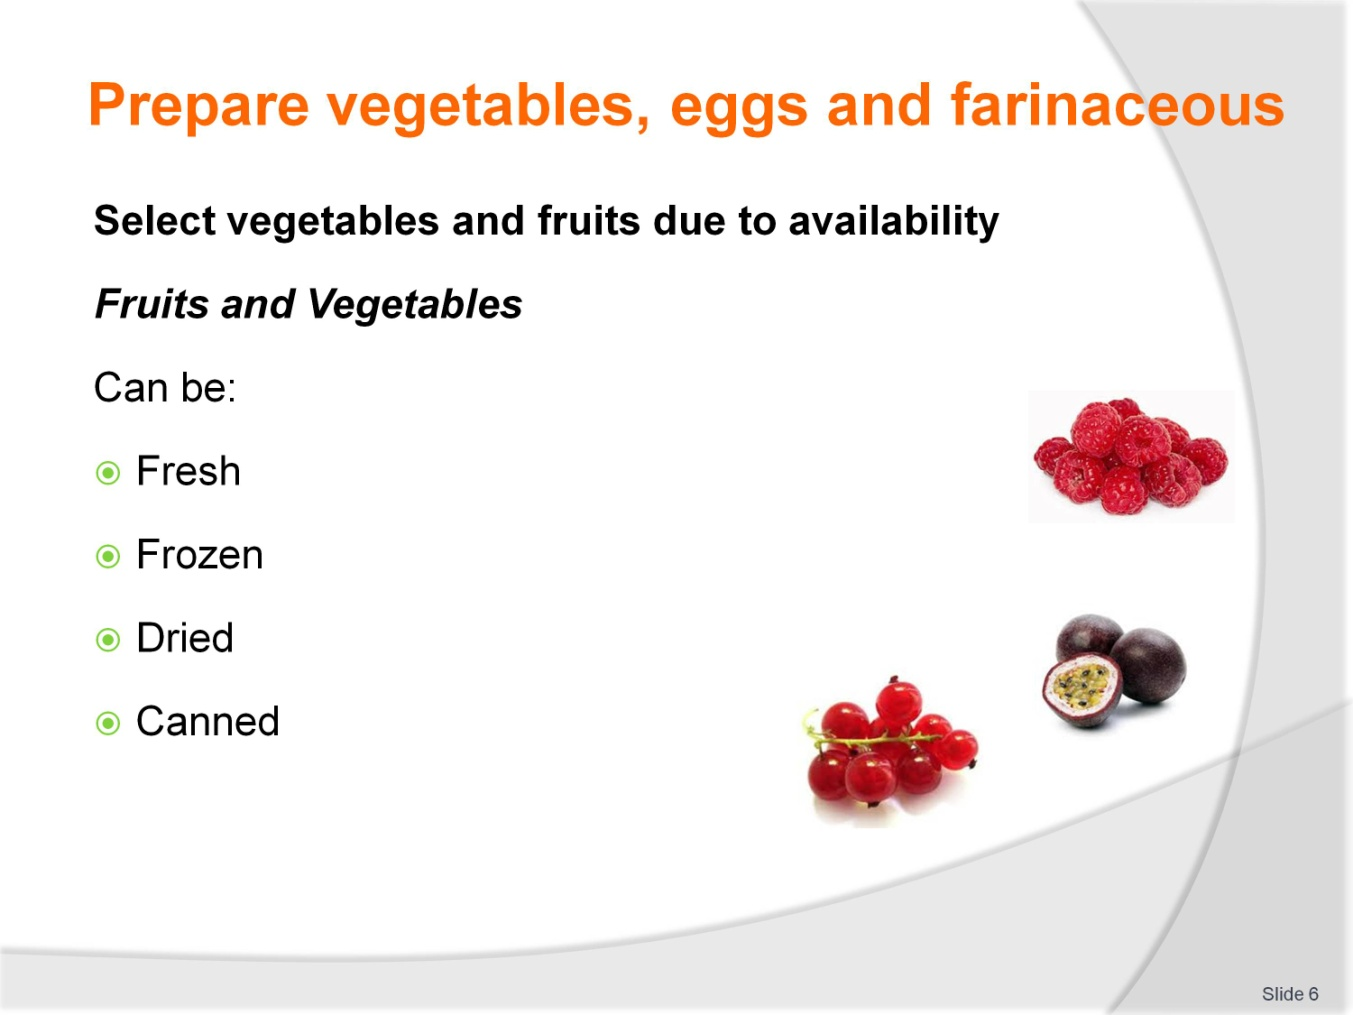 Prepare vegetables, eggs and farinaceous
Select vegetables and fruits due to availability
Fruits and Vegetables
Can be:
Fresh
Frozen
Dried
Canned
Slide 6